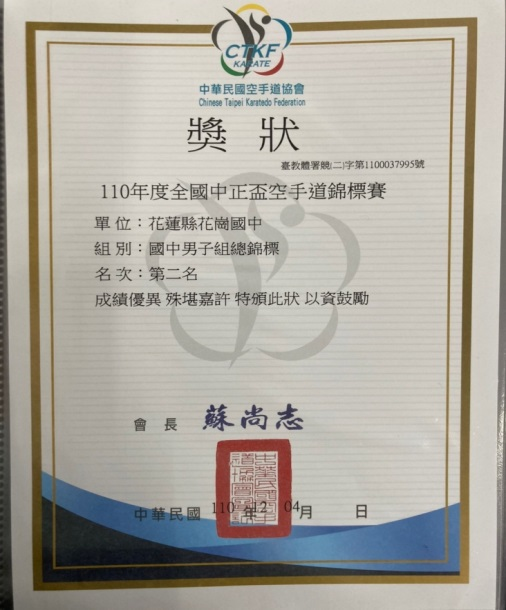 CTKF
KARATE
中華民國空手道協會
Chinese Taipei Karatedo Federation
獎狀
臺教體署競(二)字第1100037995號
110年度全國中正盃空手道錦標賽
單位：花蓮縣花崗國中
組別：國中男子組總錦標
名次：第二名
成績優異 殊堪嘉許 特頒此狀 以資鼓勵
會長 蘇尚志
中華民國 110 年 12 月 04 日